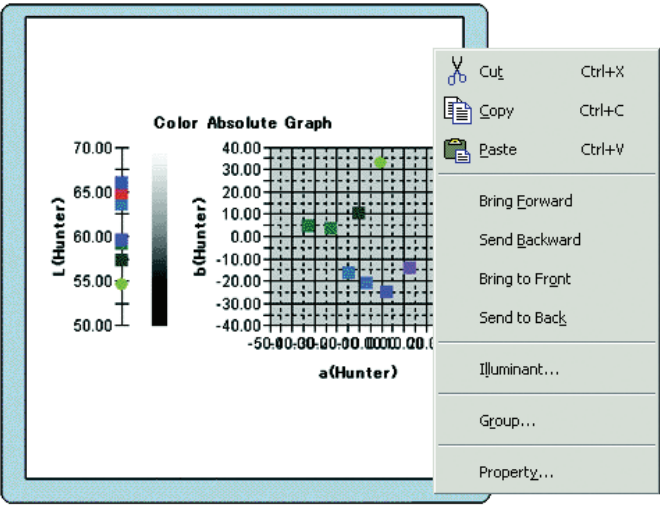 Color Absolute Graph
70.00
65.00
60.00
55.00
50.00
L(Hunter)
40.00
30.00
20.00
10.00
0.00
-10.00
-20.00
-30.00
-40.00
b(Hunter)
a(Hunter)
Cut Ctrl+X
Copy Ctrl+C
Paste Ctrl+V
Bring Forward
Send Backward
Bring to Front
Send to Back
Illuminant...
Group...
Property...